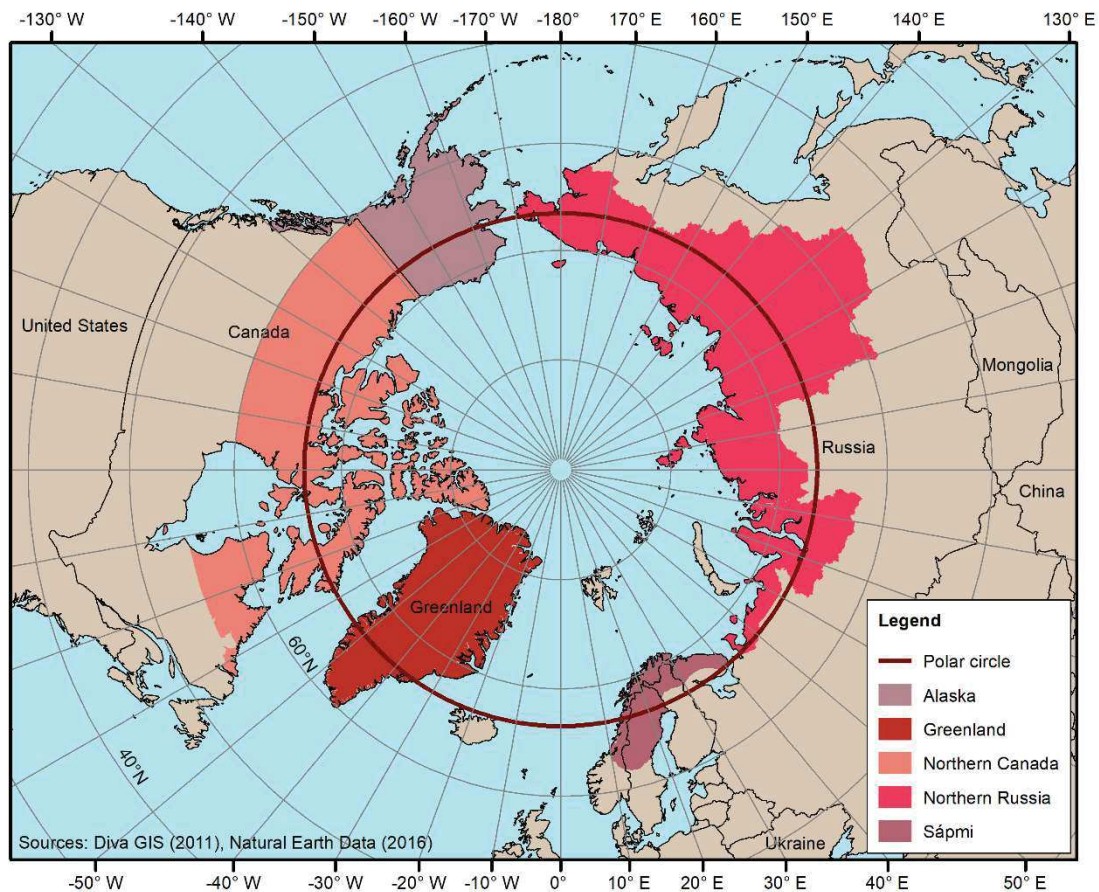 -140° W
-150° W
-160° W
-170° W
-180°
170° E
160° E
150° E
140° E
130° E
-130° W
United States
Canada
Mongolia
Russia
China
Greenland
60°N
40°N
Ukraine
Legend
Polar circle
Alaska
Greenland
Northern Canada
Northern Russia
Sápmi
Sources: Diva GIS (2011), Natural Earth Data (2016)
-50° W
-40° W
-30° W
-20° W
-10° W
0°
10° E
20° E
30° E
50° E